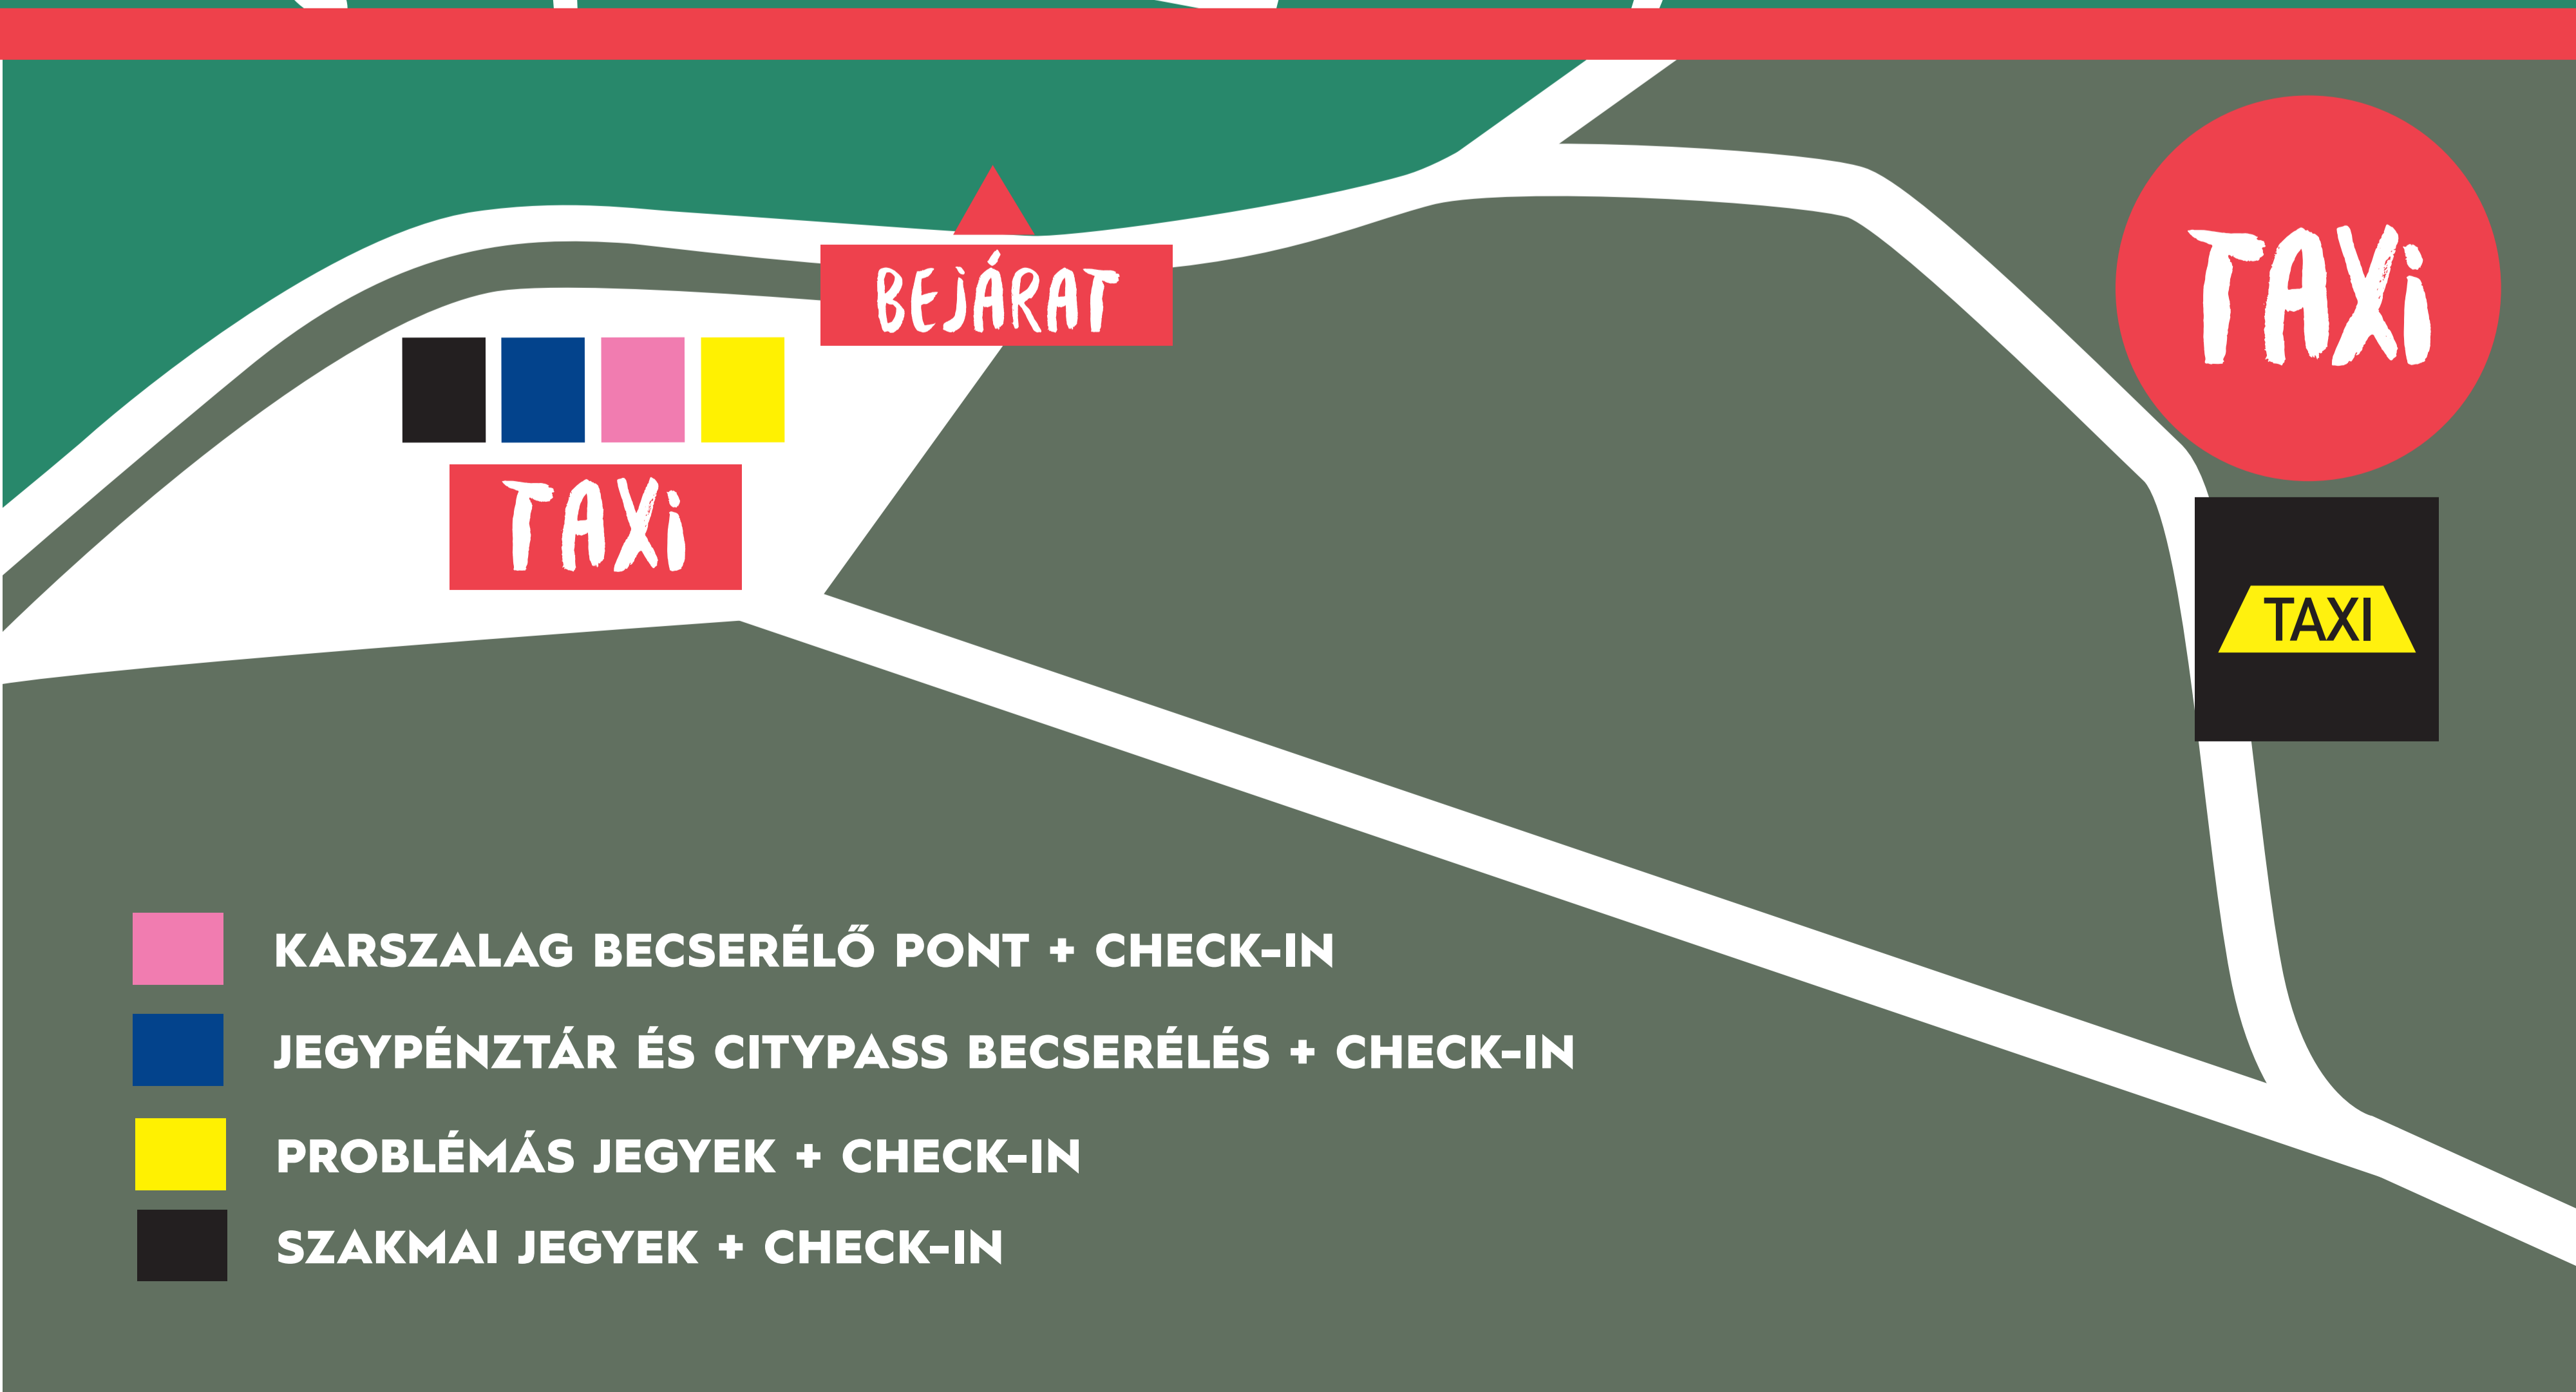 TAXi
BEJÁRAT
TAXi
TAXI
KARSZALAG BECSERÉLŐ PONT + CHECK-IN
JEGYPÉNZTÁR ÉS CITYPASS BECSERÉLÉS + CHECK-IN
PROBLÉMÁS JEGYEK + CHECK-IN
SZAKMAI JEGYEK + CHECK-IN